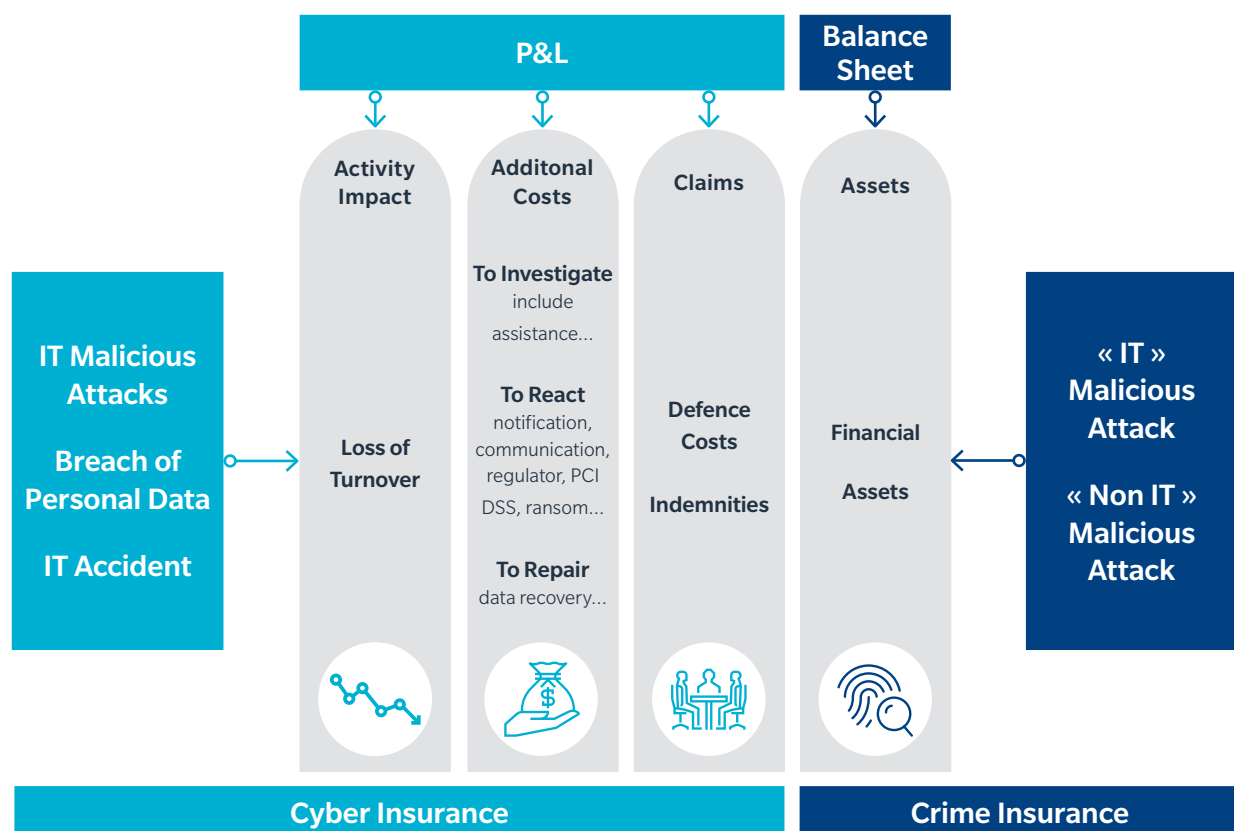 P&L
Balance
Sheet
Activity
Impact
Additonal
Costs
Claims
Assets
IT Malicious
Attacks
Breach of
Personal Data
IT Accident
Loss of
Turnover
To Investigate
include
assistance...
To React
notification,
communication,
regulator, PCI
DSS, ransom...
To Repair
data recovery...
$
Defence
Costs
Indemnities
Financial
Assets
« IT »
Malicious
Attack
« Non IT »
Malicious
Attack
Cyber Insurance
Crime Insurance